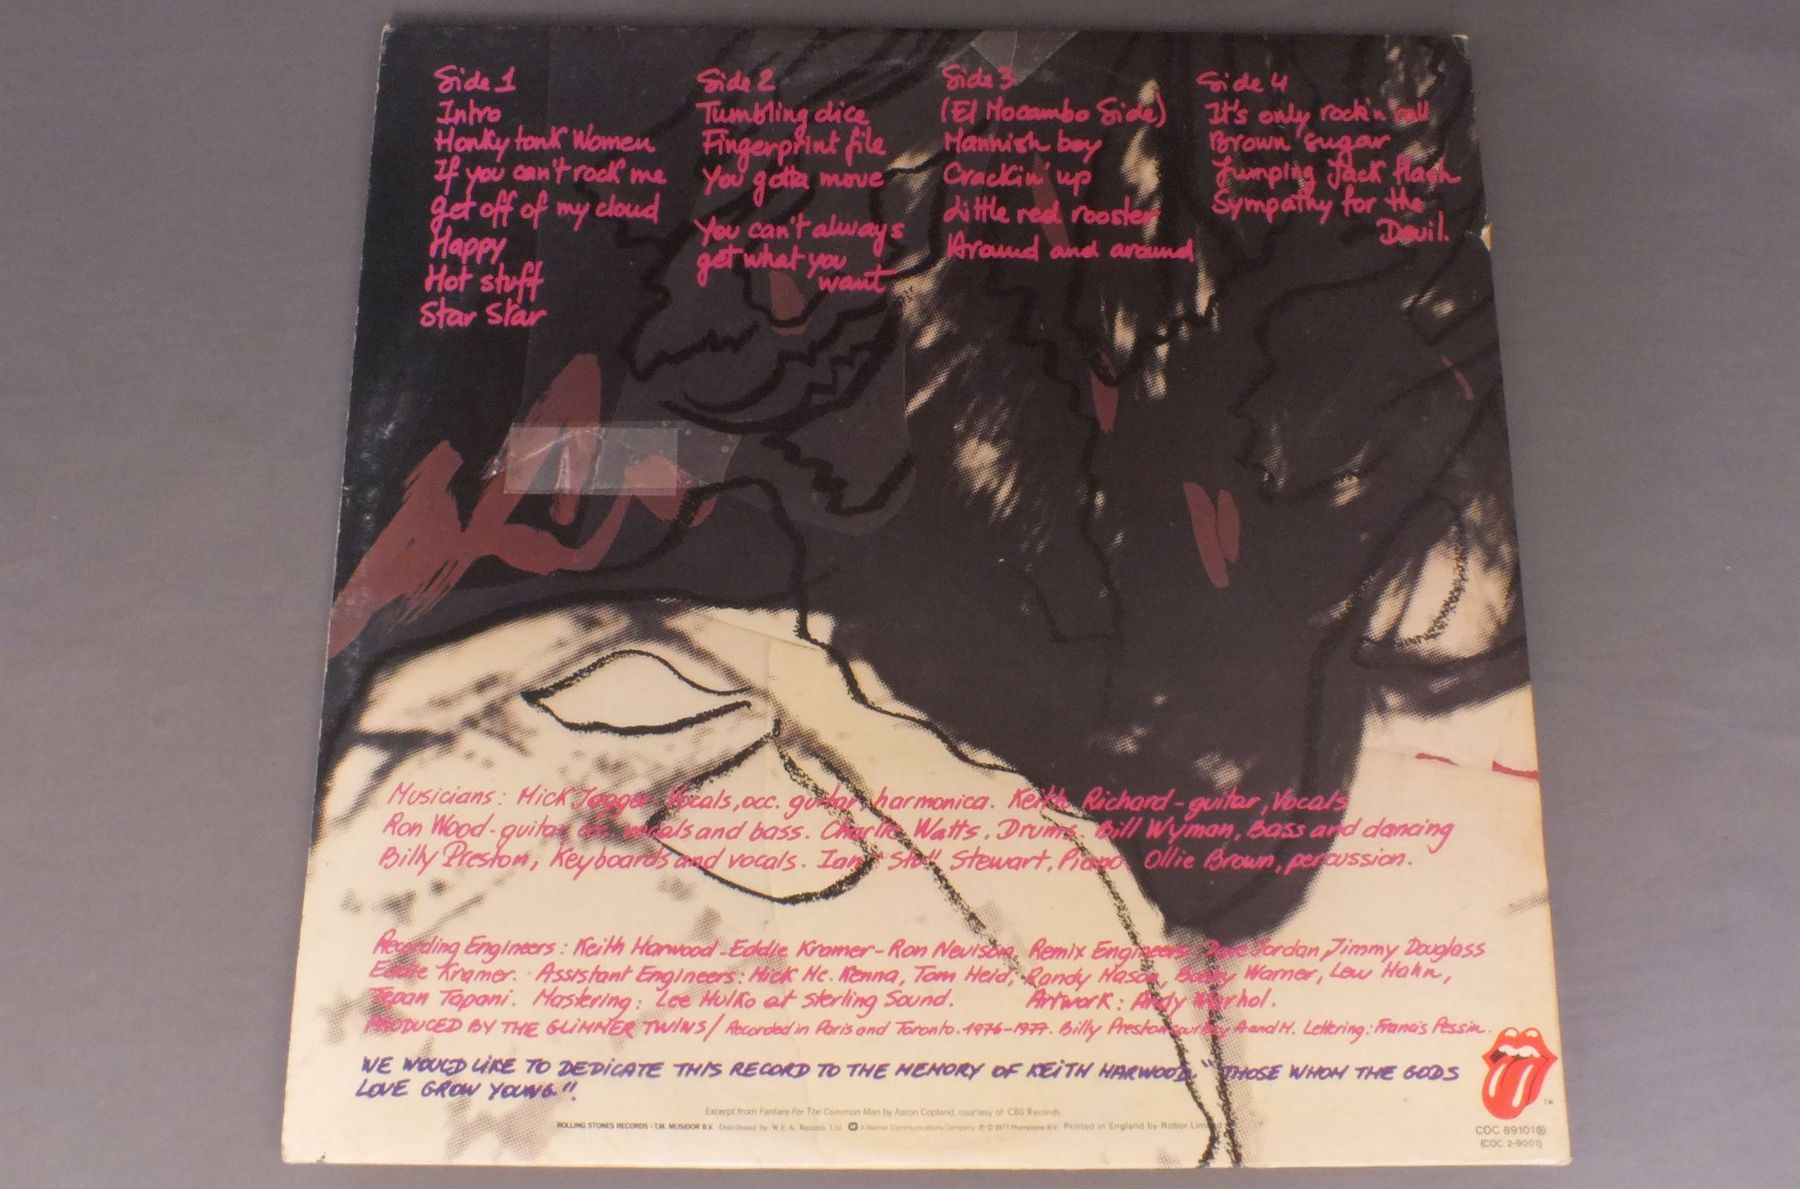 Side 1
Intro
Honky tonk Women
If you can't rock me
get off of my cloud
Happy
Hot stuff
Star Star
Side 2
Tumbling dice
Fingerprint file
You gotta move
You can't always
get what you
want
Side 3
(El Mocambo Side)
Mannish boy
Crackin' up
Little red rooster
Around and around
Side 4
It's only rock'n roll
Brown sugar
Jumping Jack flash
Sympathy for the
Devil.
Musicians: Mick Jagger Vocals, occ. guitar, harmonica. Keith Richard - guitar, Vocals
Ron Wood - guitar occ. vocals and bass. Charlie Watts, Drums. Bill Wyman, Bass and dancing
Billy Preston, Keyboards and vocals. Ian Stewart, Piano Ollie Brown, percussion.
Recording Engineers: Keith Harwood - Eddie Kramer - Ron Nevison, Remix Engineers Dave Jordan, Jimmy Douglass
Eddie Kramer. Assistant Engineers: Mick Mc. Kenna, Tom Heid, Randy Mason, Bobby Warner, Lew Hahn,
Tapani. Mastering: Lee Hulko at Sterling Sound. Artwork: Andy Warhol.
PRODUCED BY THE GLIMMER TWINS / Recorded in Paris and Toronto. 1976-1977. Billy Preston courtesy A and M. Lettering: Francis Pessin.
WE WOULD LIKE TO DEDICATE THIS RECORD TO THE MEMORY OF KEITH HARWOOD. "THOSE WHOM THE GODS
LOVE GROW YOUNG".
Excerpt from Fanfare For The Common Man by Aaron Copland, courtesy of CBS Records.
ROLLING STONES RECORDS - T.M. MUSIDOR B.V. Distributed by W.E.A. Records Ltd. A Warner Communications Company. ℗ © 1977 Promotone B.V. Printed in England by Robor Limited
TM
COC 89101
(COC 2-9001)